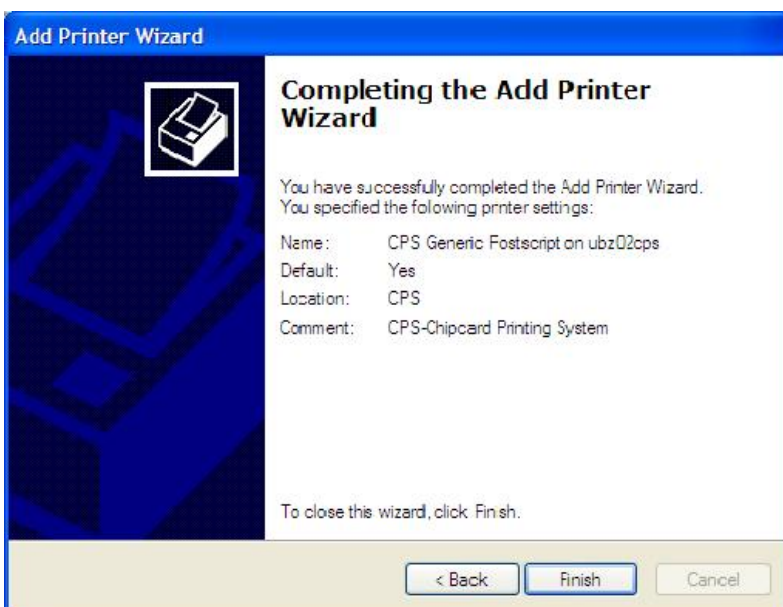 Add Printer Wizard
Completing the Add Printer
Wizard
You have successfully completed the Add Printer Wizard.
You specified the following printer settings:
Name: CPS Generic Postscript on ubz02cps
Default: Yes
Location: CPS
Comment: CPS-Chipcard Printing System
To close this wizard, click Finish.
< Back Finish Cancel